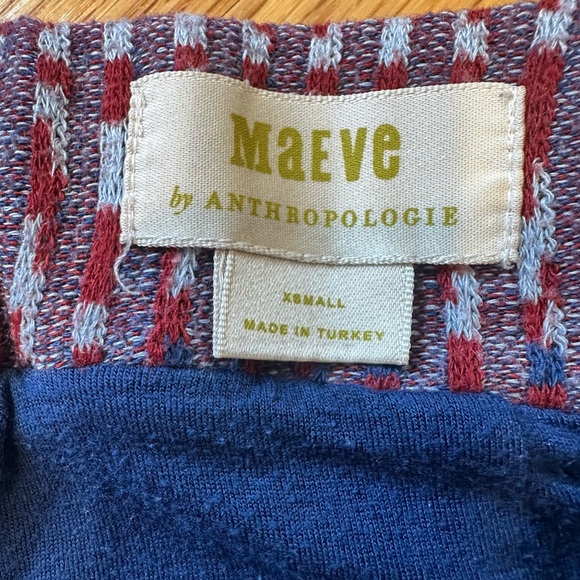 MaEVe
by ANTHROPOLOGIE
XSMALL
MADE IN TURKEY